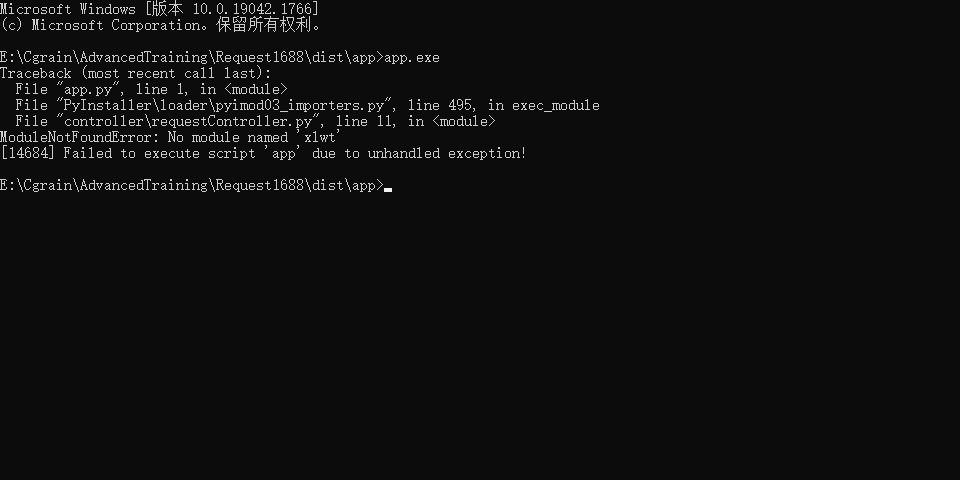 Microsoft Windows [版本 10.0.19042.1766]
(c) Microsoft Corporation。保留所有权利。
E:\Cgrain\AdvancedTraining\Request1688\dist\app>app.exe
Traceback (most recent call last):
  File "app.py", line 1, in <module>
  File "PyInstaller\loader\pyimod03_importers.py", line 495, in exec_module
  File "controller\requestController.py", line 11, in <module>
ModuleNotFoundError: No module named 'xlwt'
[14684] Failed to execute script 'app' due to unhandled exception!
E:\Cgrain\AdvancedTraining\Request1688\dist\app>